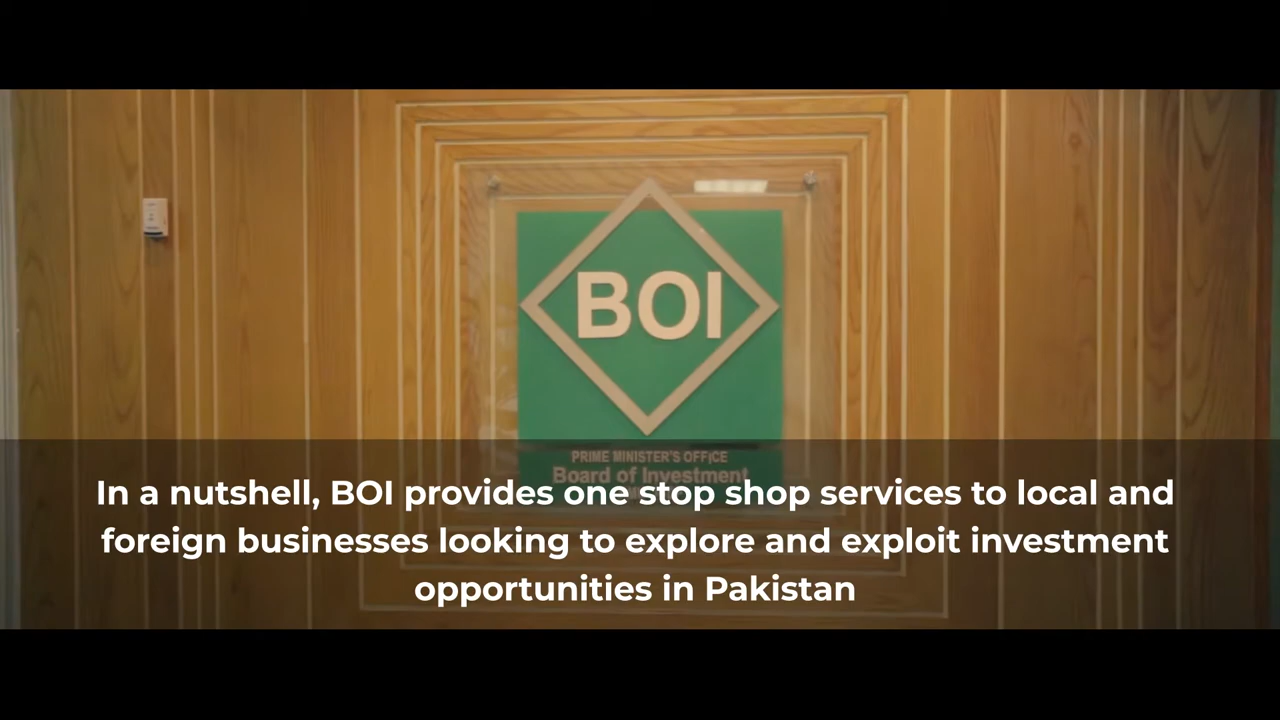 BOI
PRIME MINISTER'S OFFICE
Board of Investment
In a nutshell, BOI provides one stop shop services to local and
foreign businesses looking to explore and exploit investment
opportunities in Pakistan